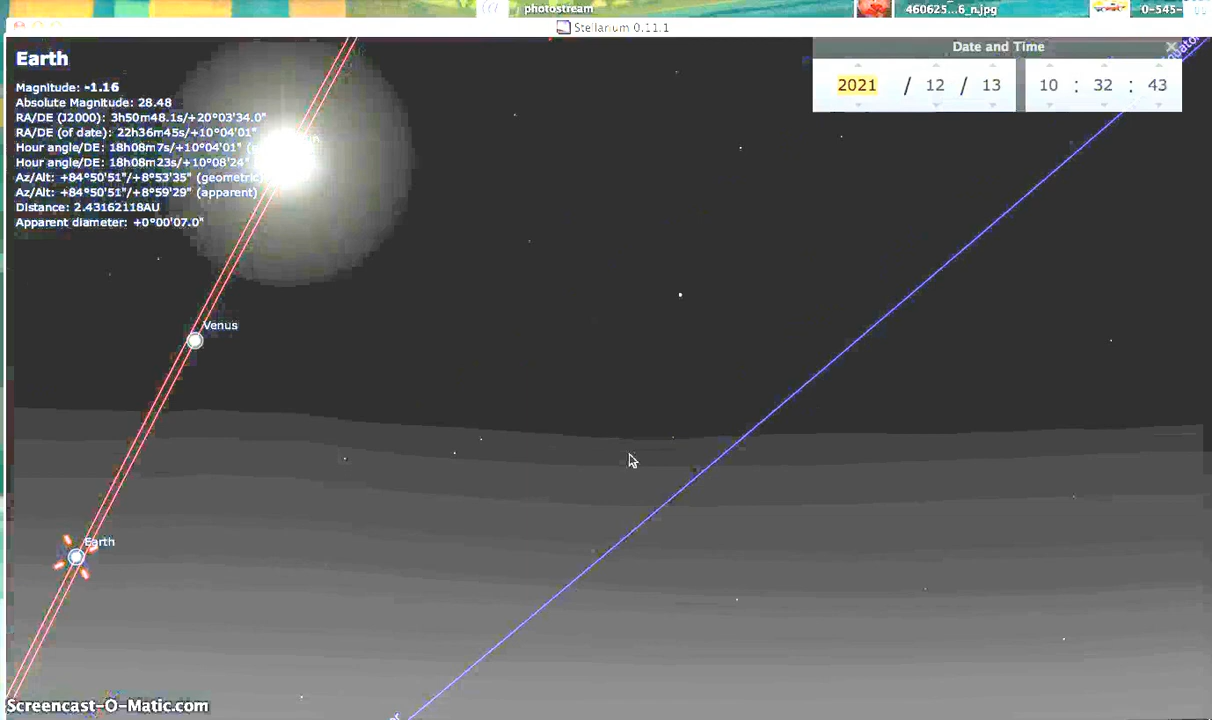 photostream
460625...6_n.jpg
0-545-
Stellarium 0.11.1
Earth
Magnitude: -1.16
Absolute Magnitude: 28.48
RA/DE (J2000): 3h50m48.1s/+20°03'34.0"
RA/DE (of date): 22h36m45s/+10°04'01"
Hour angle/DE: 18h08m7s/+10°04'01" (
Hour angle/DE: 18h08m23s/+10°08'24"
Az/Alt: +84°50'51"/+8°53'35" (geometric)
Az/Alt: +84°50'51"/+8°59'29" (apparent)
Distance: 2.43162118AU
Apparent diameter: +0°00'07.0"
Date and Time
2021 / 12 / 13 10 : 32 : 43
Venus
Earth
Screencast-O-Matic.com